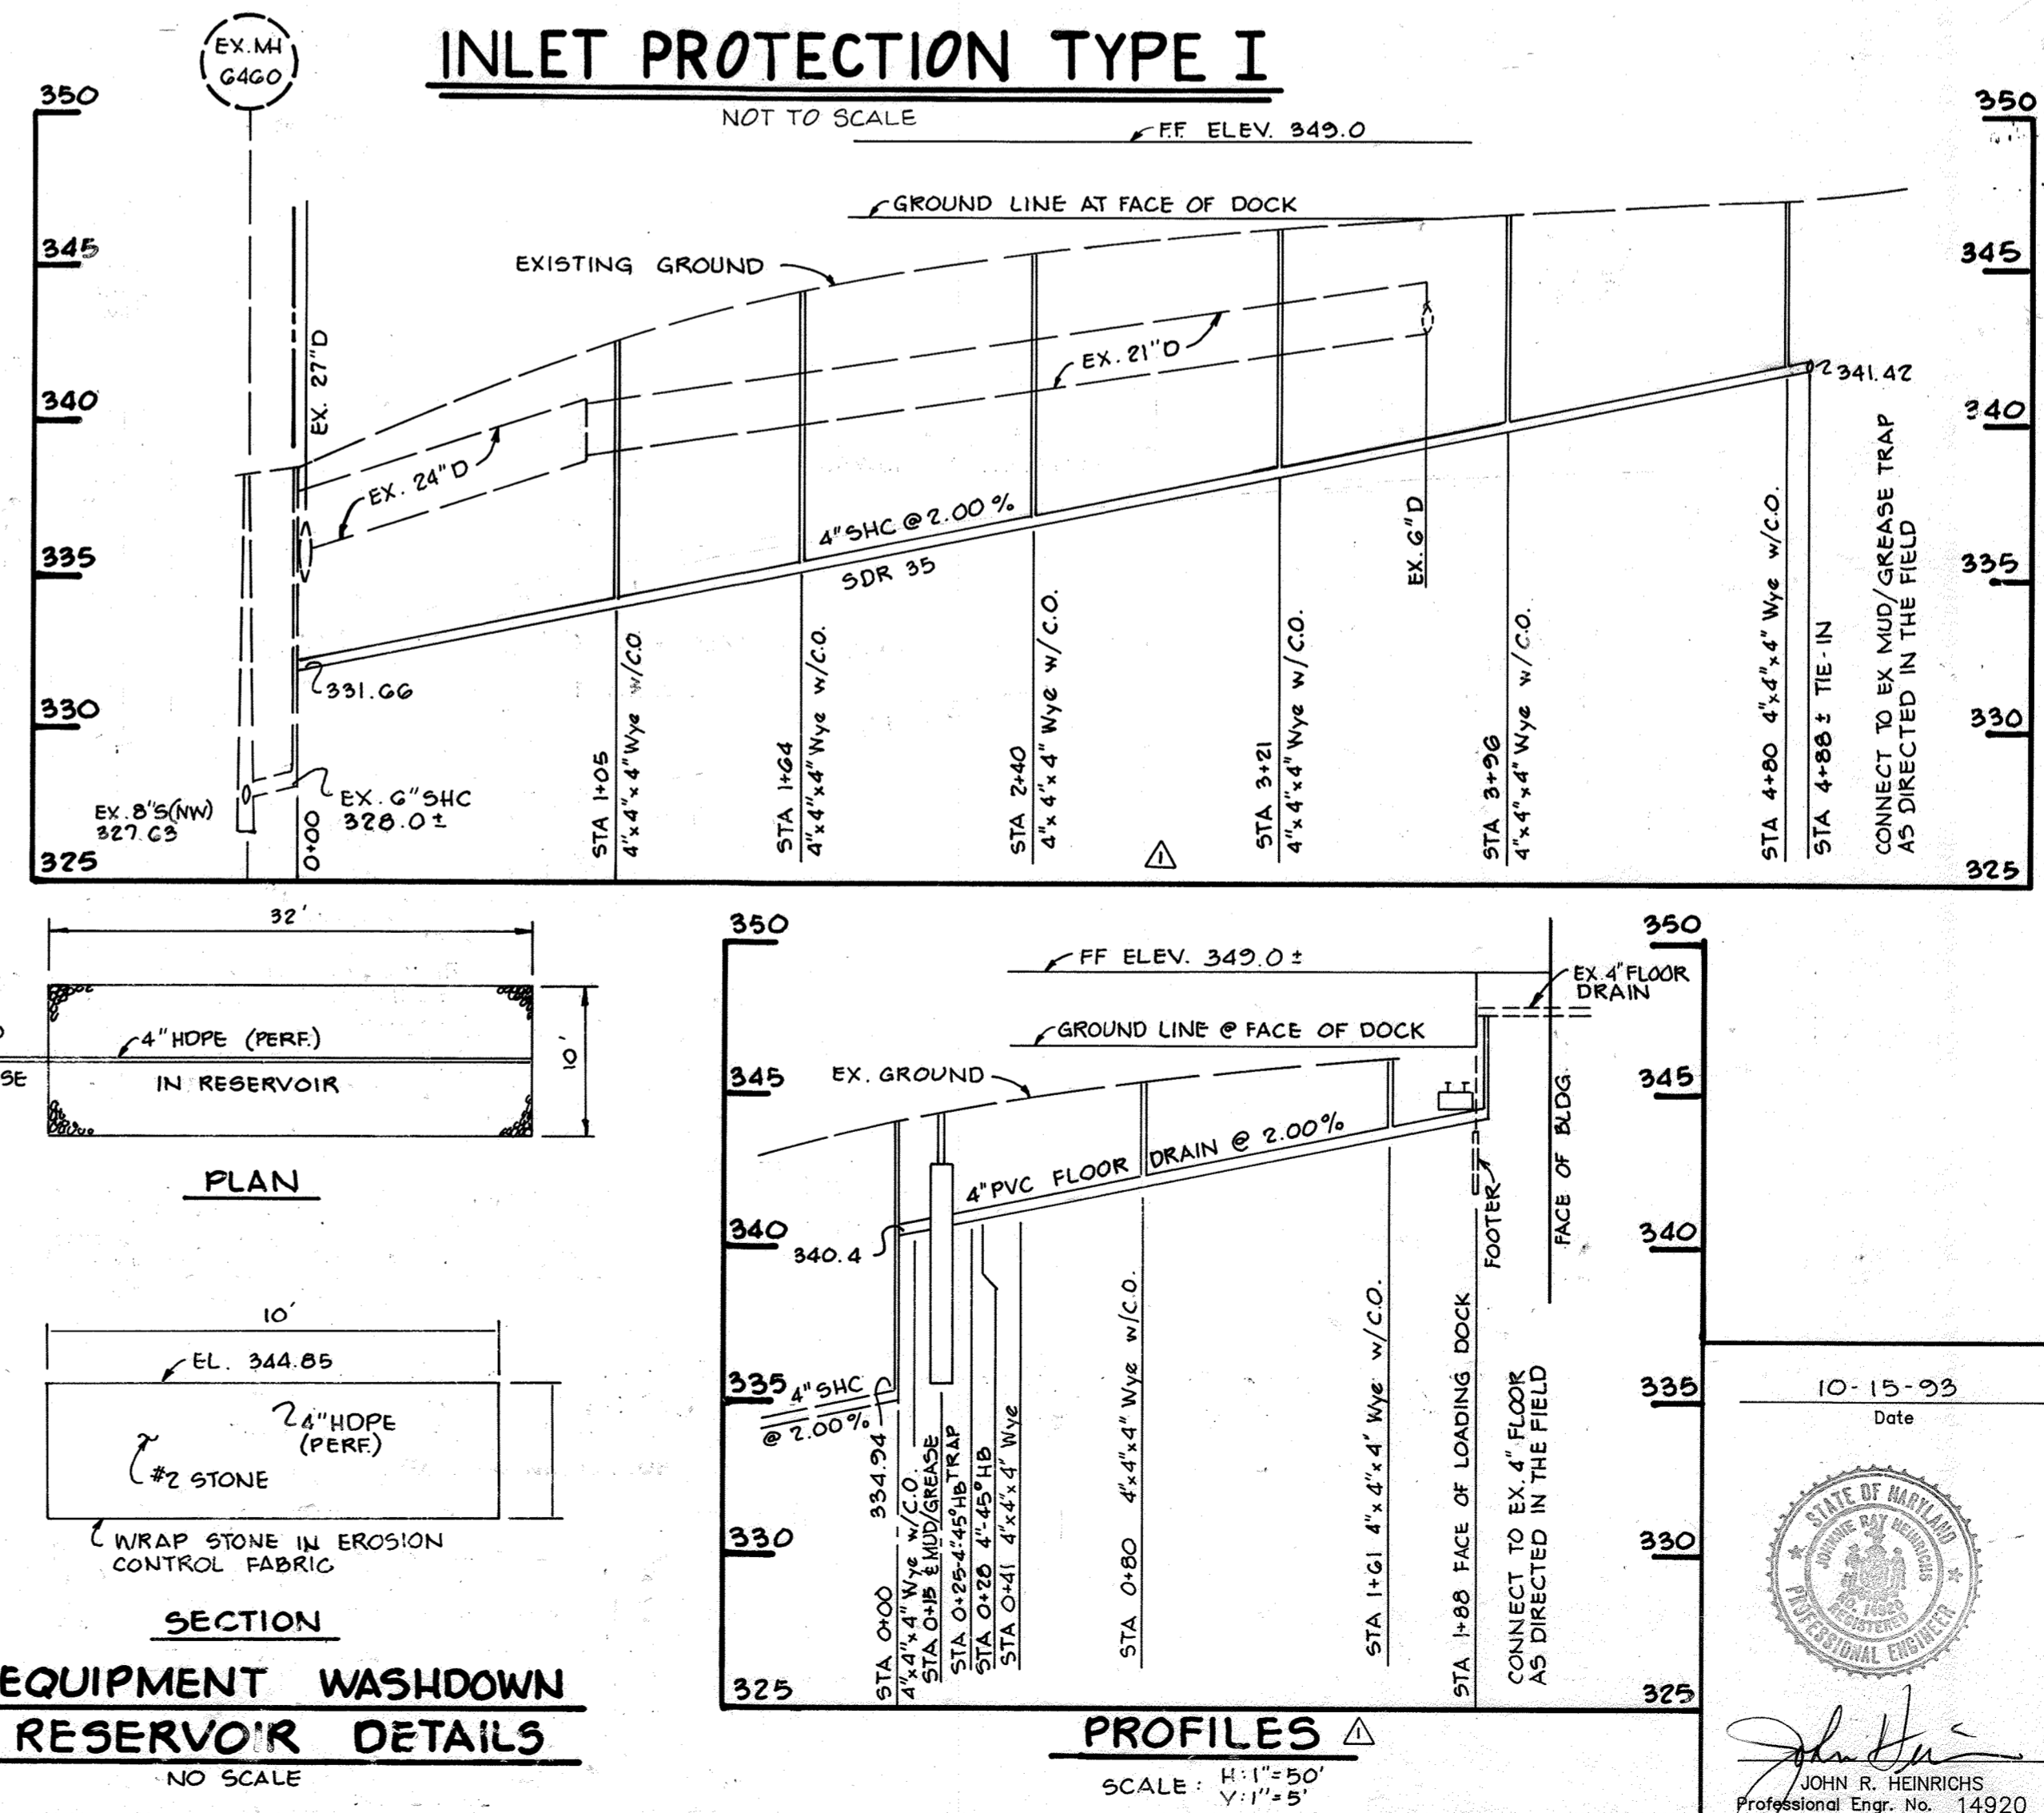 EX. MH
6460
INLET PROTECTION TYPE I
NOT TO SCALE
350
345
340
335
330
325
350
345
340
335
330
325
F.F. ELEV. 349.0
GROUND LINE AT FACE OF DOCK
EXISTING GROUND
EX. 27"D
EX. 24"D
EX. 21"D
EX. 6"D
4" SHC @ 2.00%
SDR 35
341.42
331.66
EX. 8"S(NW)
327.63
EX. 6" SHC
328.0±
0+00
STA 1+05
4"x4"x4" Wye w/C.O.
STA 1+64
4"x4"x4" Wye w/C.O.
STA 2+40
4"x4"x4" Wye w/C.O.
STA 3+21
4"x4"x4" Wye w/C.O.
STA 3+96
4"x4"x4" Wye w/C.O.
STA 4+80 4"x4"x4" Wye w/C.O.
STA 4+88± TIE-IN
CONNECT TO EX MUD/GREASE TRAP
AS DIRECTED IN THE FIELD
1
32'
4" HDPE (PERF.)
IN RESERVOIR
10'
SE
PLAN
10'
EL. 344.85
4" HDPE
(PERF.)
#2 STONE
WRAP STONE IN EROSION
CONTROL FABRIC
SECTION
EQUIPMENT WASHDOWN
RESERVOIR DETAILS
NO SCALE
350
345
340
335
330
325
350
345
340
335
330
325
FF ELEV. 349.0±
EX. 4" FLOOR
DRAIN
GROUND LINE @ FACE OF DOCK
EX. GROUND
4" PVC FLOOR DRAIN @ 2.00%
340.4
4" SHC
@ 2.00%
334.94
STA 0+00
4"x4"x4" Wye w/C.O.
STA 0+15 ℄ MUD/GREASE
TRAP
STA 0+25-4"-45° HB
STA 0+28 4"-45° HB
STA 0+41 4"x4"x4" Wye
STA 0+80 4"x4"x4" Wye w/C.O.
STA 1+61 4"x4"x4" Wye w/C.O.
STA 1+88 FACE OF LOADING DOCK
FOOTER
FACE OF BLDG.
CONNECT TO EX. 4" FLOOR
AS DIRECTED IN THE FIELD
PROFILES
1
SCALE: H: 1"=50'
V: 1"=5'
10-15-93
Date
STATE OF MARYLAND
JOHNNIE RAY HEINRICHS
NO. 14920
REGISTERED
PROFESSIONAL ENGINEER
JOHN R. HEINRICHS
Professional Engr. No. 14920